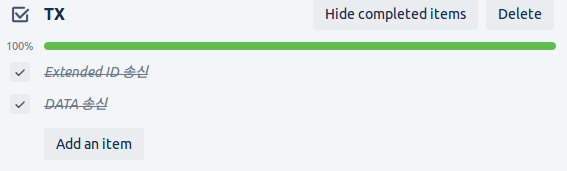 TX
Hide completed items
Delete
100%
Extended ID 송신
DATA 송신
Add an item